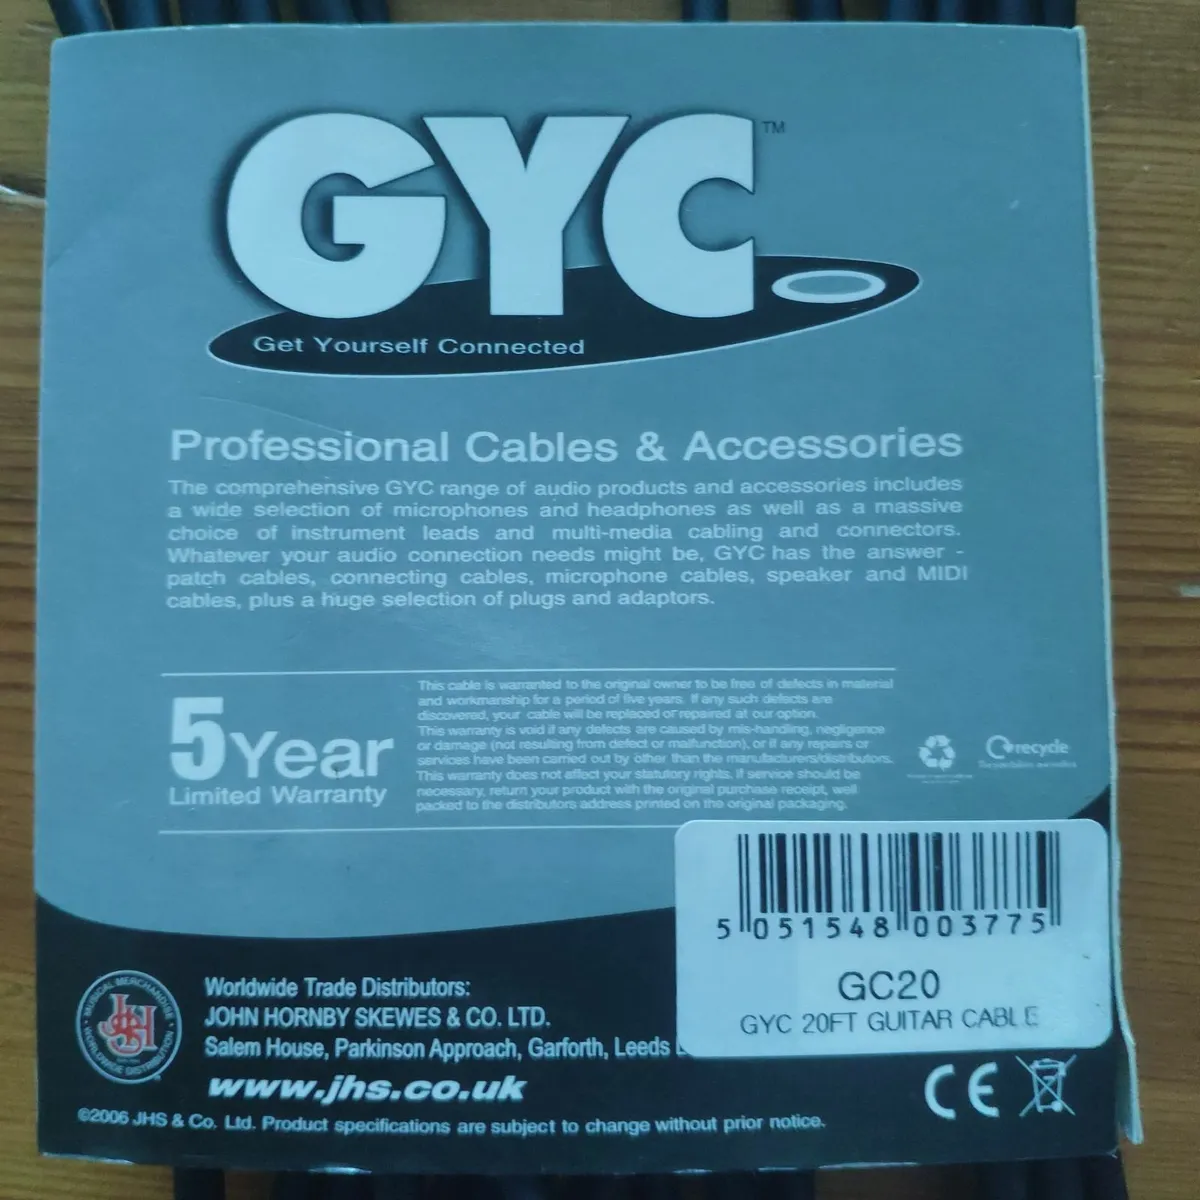 GYC™
Get Yourself Connected
Professional Cables & Accessories
The comprehensive GYC range of audio products and accessories includes
a wide selection of microphones and headphones as well as a massive
choice of instrument leads and multi-media cabling and connectors.
Whatever your audio connection needs might be, GYC has the answer -
patch cables, connecting cables, microphone cables, speaker and MIDI
cables, plus a huge selection of plugs and adaptors.
5 Year
Limited Warranty
This cable is warranted to the original owner to be free of defects in material
and workmanship for a period of five years. If any such defects are
discovered, your cable will be replaced or repaired at our option.
This warranty is void if any defects are caused by mis-handling, negligence
or damage (not resulting from defect or malfunction), or if any repairs or
services have been carried out by other than the manufacturers/distributors.
This warranty does not affect your statutory rights. If service should be
necessary, return your product with the original purchase receipt, well
packed to the distributors address printed on the original packaging.
recycle
5 051548 003775
GC20
GYC 20FT GUITAR CABLE
MUSICAL MERCHANDISE
JS&H
WORLDWIDE DISTRIBUTION
Worldwide Trade Distributors:
JOHN HORNBY SKEWES & CO. LTD.
Salem House, Parkinson Approach, Garforth, Leeds
www.jhs.co.uk
©2006 JHS & Co. Ltd. Product specifications are subject to change without prior notice.
CE